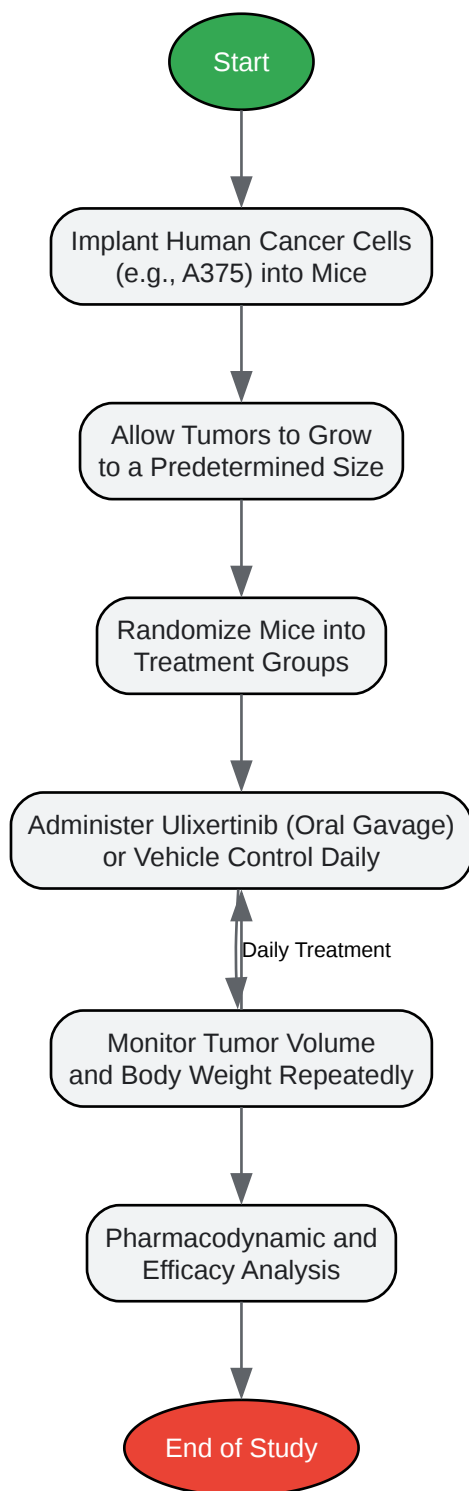 Start
Implant Human Cancer Cells
(e.g., A375) into Mice
Allow Tumors to Grow
to a Predetermined Size
Randomize Mice into
Treatment Groups
Administer Ulixertinib (Oral Gavage)
or Vehicle Control Daily
Daily Treatment
Monitor Tumor Volume
and Body Weight Repeatedly
Pharmacodynamic and
Efficacy Analysis
End of Study